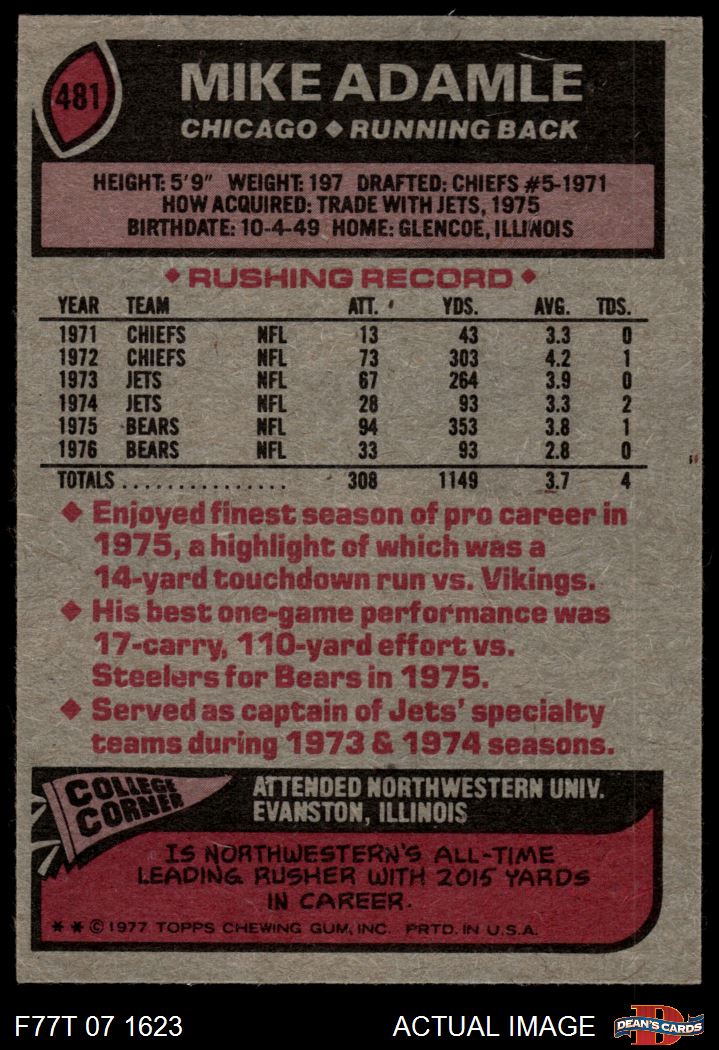 481
MIKE ADAMLE
CHICAGO ◆ RUNNING BACK
HEIGHT: 5'9" WEIGHT: 197 DRAFTED: CHIEFS #5-1971
HOW ACQUIRED: TRADE WITH JETS, 1975
BIRTHDATE: 10-4-49 HOME: GLENCOE, ILLINOIS
◆ RUSHING RECORD ◆
YEAR TEAM ATT. YDS. AVG. TDS.
1971 CHIEFS NFL 13 43 3.3 0
1972 CHIEFS NFL 73 303 4.2 1
1973 JETS NFL 67 264 3.9 0
1974 JETS NFL 28 93 3.3 2
1975 BEARS NFL 94 353 3.8 1
1976 BEARS NFL 33 93 2.8 0
TOTALS ............... 308 1149 3.7 4
◆ Enjoyed finest season of pro career in
1975, a highlight of which was a
14-yard touchdown run vs. Vikings.
◆ His best one-game performance was
17-carry, 110-yard effort vs.
Steelers for Bears in 1975.
◆ Served as captain of Jets' specialty
teams during 1973 & 1974 seasons.
COLLEGE
CORNER
ATTENDED NORTHWESTERN UNIV.
EVANSTON, ILLINOIS
IS NORTHWESTERN'S ALL-TIME
LEADING RUSHER WITH 2015 YARDS
IN CAREER.
* * © 1977 TOPPS CHEWING GUM, INC. PRTD. IN U.S.A.
F77T 07 1623 ACTUAL IMAGE
D
DEAN'S CARDS